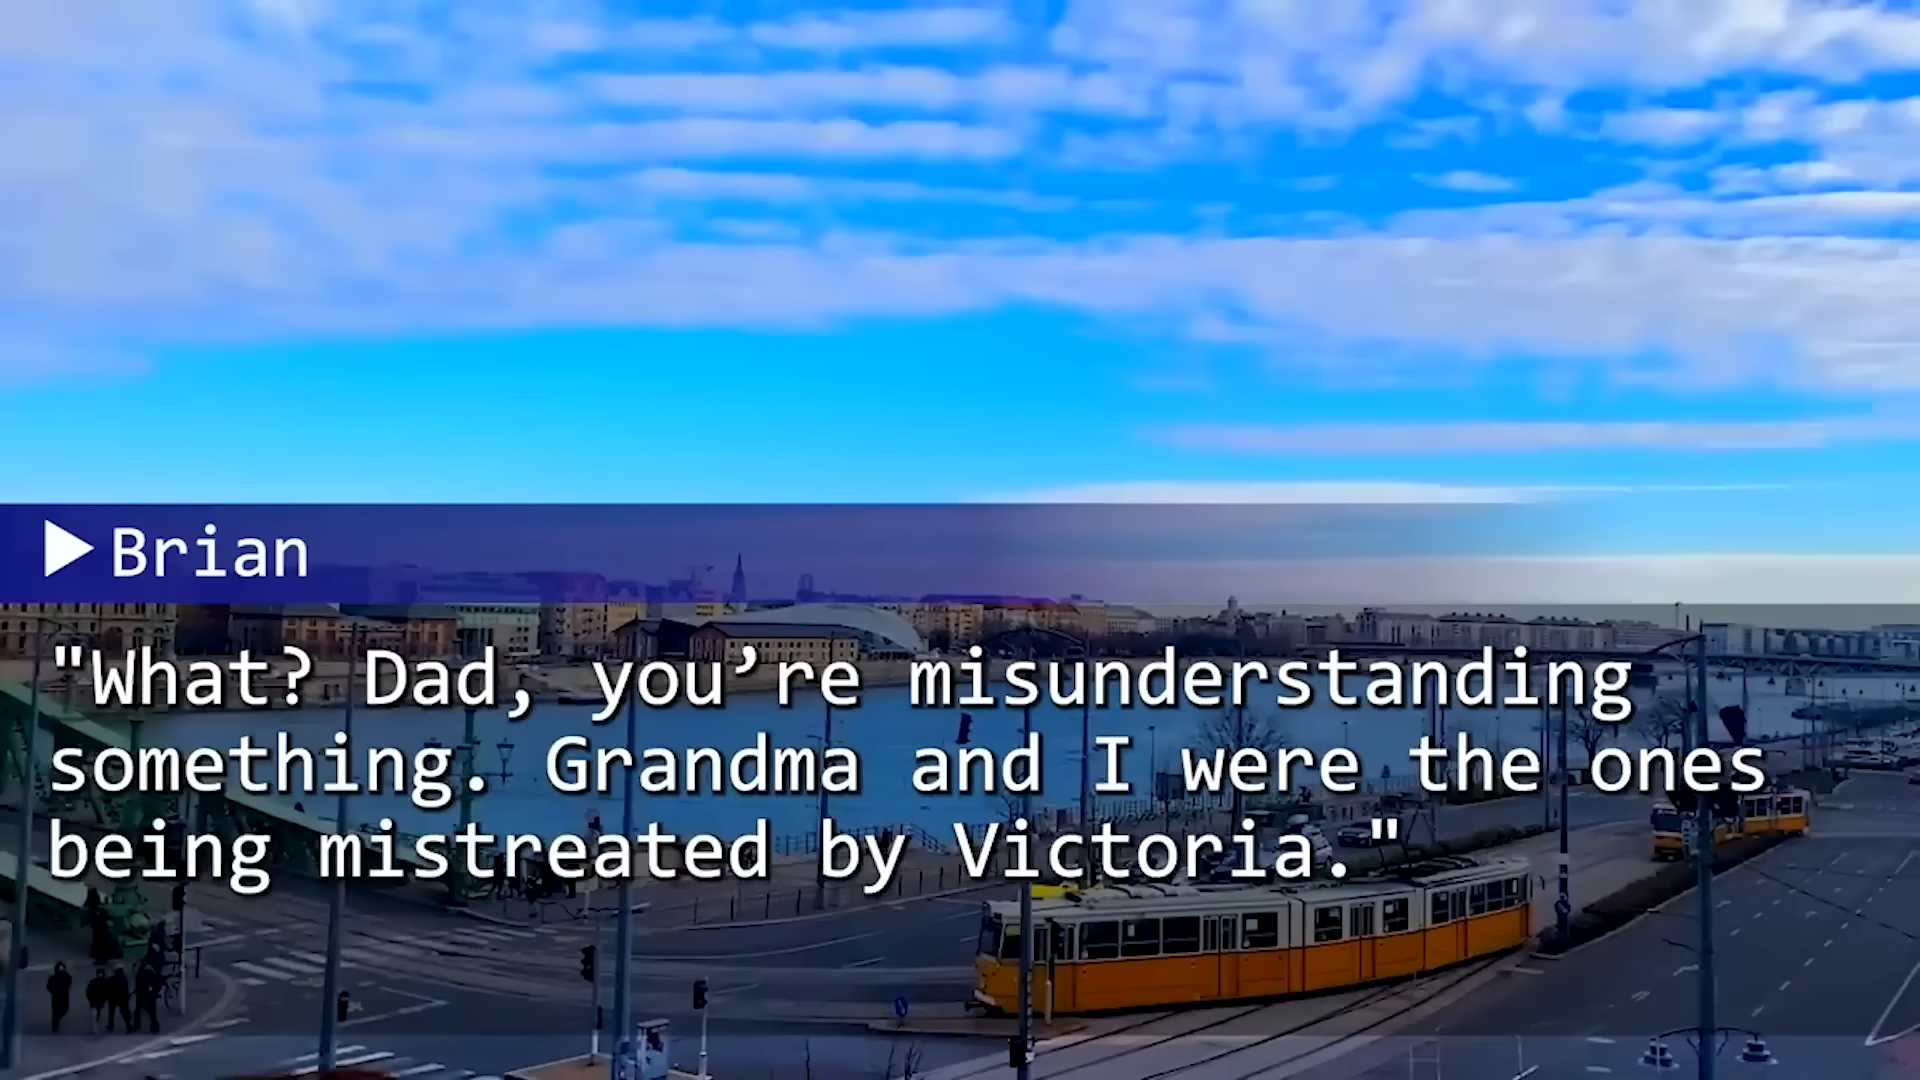 Brian
"What? Dad, you’re misunderstanding
something. Grandma and I were the ones
being mistreated by Victoria."